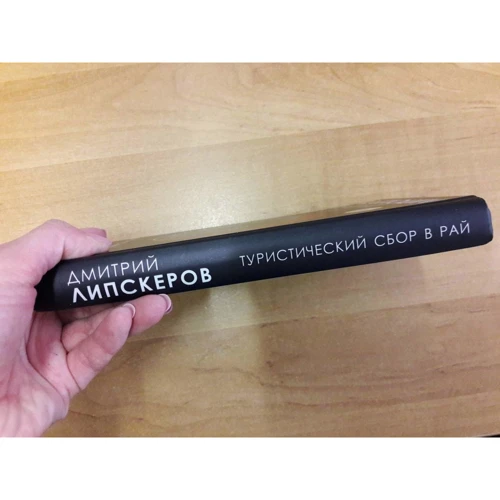 ДМИТРИЙ
ЛИПСКЕРОВ
ТУРИСТИЧЕСКИЙ СБОР В РАЙ